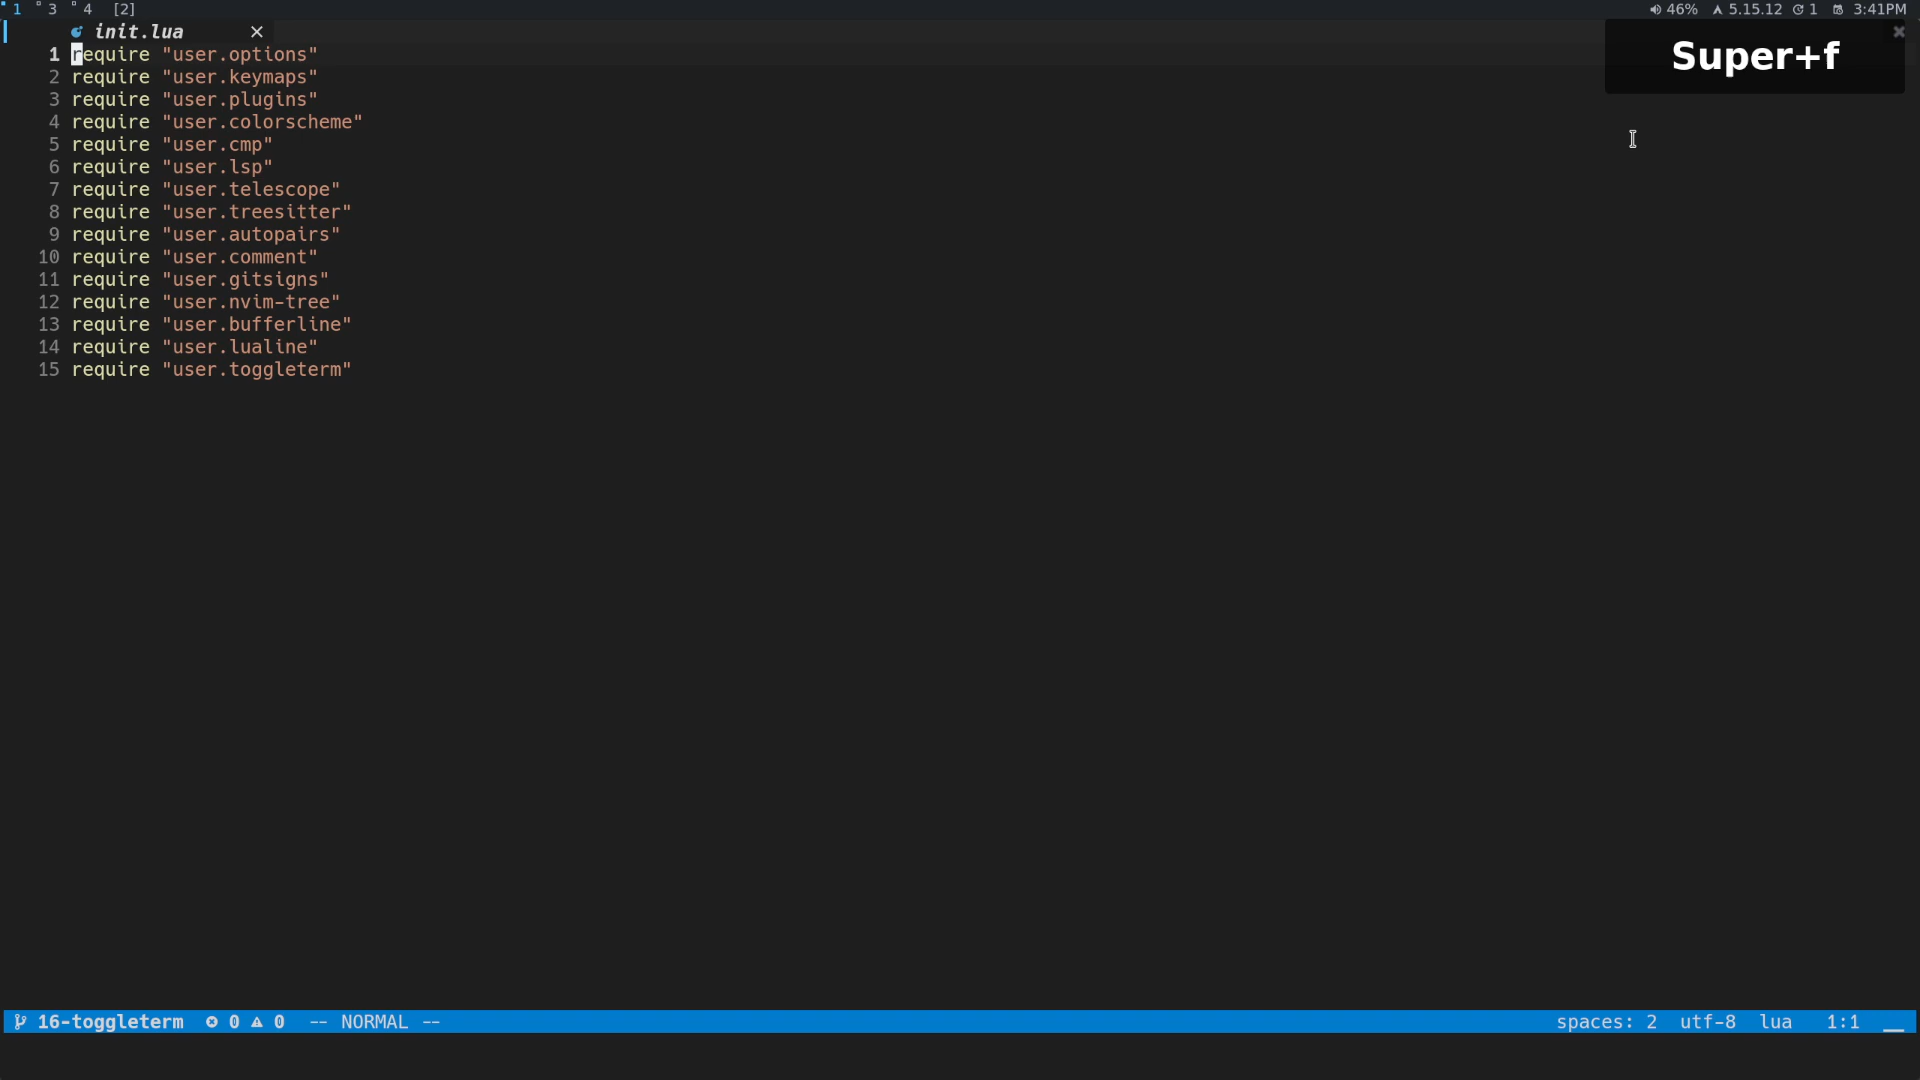 1 3 4 [2] 46% 5.15.12 1 3:41PM
init.lua
Super+f
1 require "user.options"
2 require "user.keymaps"
3 require "user.plugins"
4 require "user.colorscheme"
5 require "user.cmp"
6 require "user.lsp"
7 require "user.telescope"
8 require "user.treesitter"
9 require "user.autopairs"
10 require "user.comment"
11 require "user.gitsigns"
12 require "user.nvim-tree"
13 require "user.bufferline"
14 require "user.lualine"
15 require "user.toggleterm"
16-toggleterm 0 0 -- NORMAL -- spaces: 2 utf-8 lua 1:1 __